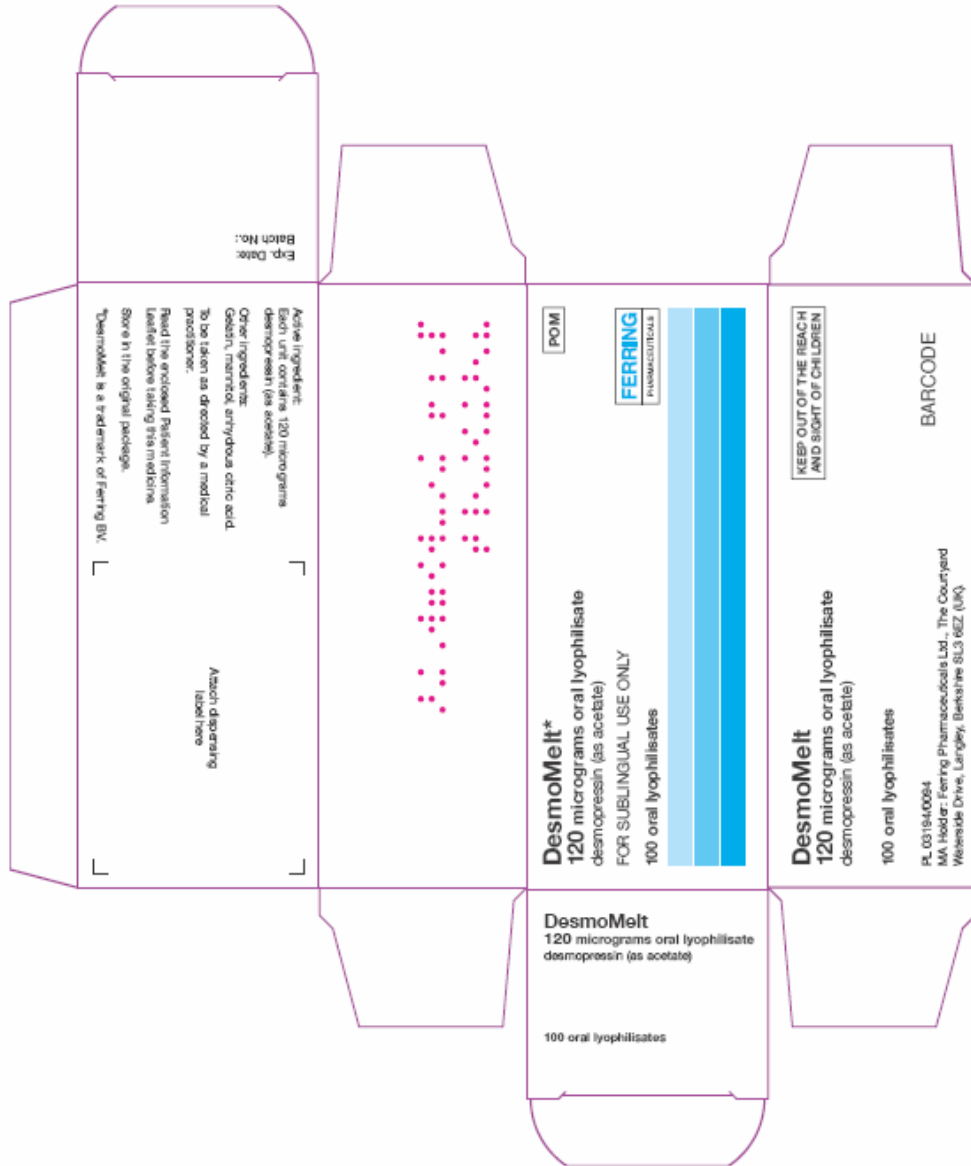 Exp. Date:
Batch No.:
Active ingredient:
Each unit contains 120 micrograms
desmopressin (as acetate).
Other ingredients:
Gelatin, mannitol, anhydrous citric acid.
To be taken as directed by a medical
practitioner.
Read the enclosed Patient Information
Leaflet before taking this medicine.
Store in the original package.
*DesmoMelt is a trademark of Ferring BV.
Attach dispensing
label here
DesmoMelt*
120 micrograms oral lyophilisate
desmopressin (as acetate)
FOR SUBLINGUAL USE ONLY
100 oral lyophilisates
POM
FERRING
PHARMACEUTICALS
DesmoMelt
120 micrograms oral lyophilisate
desmopressin (as acetate)
100 oral lyophilisates
PL 03194/0094
MA Holder: Ferring Pharmaceuticals Ltd., The Courtyard
Waterside Drive, Langley, Berkshire SL3 6EZ (UK).
KEEP OUT OF THE REACH
AND SIGHT OF CHILDREN
BARCODE
DesmoMelt
120 micrograms oral lyophilisate
desmopressin (as acetate)
100 oral lyophilisates